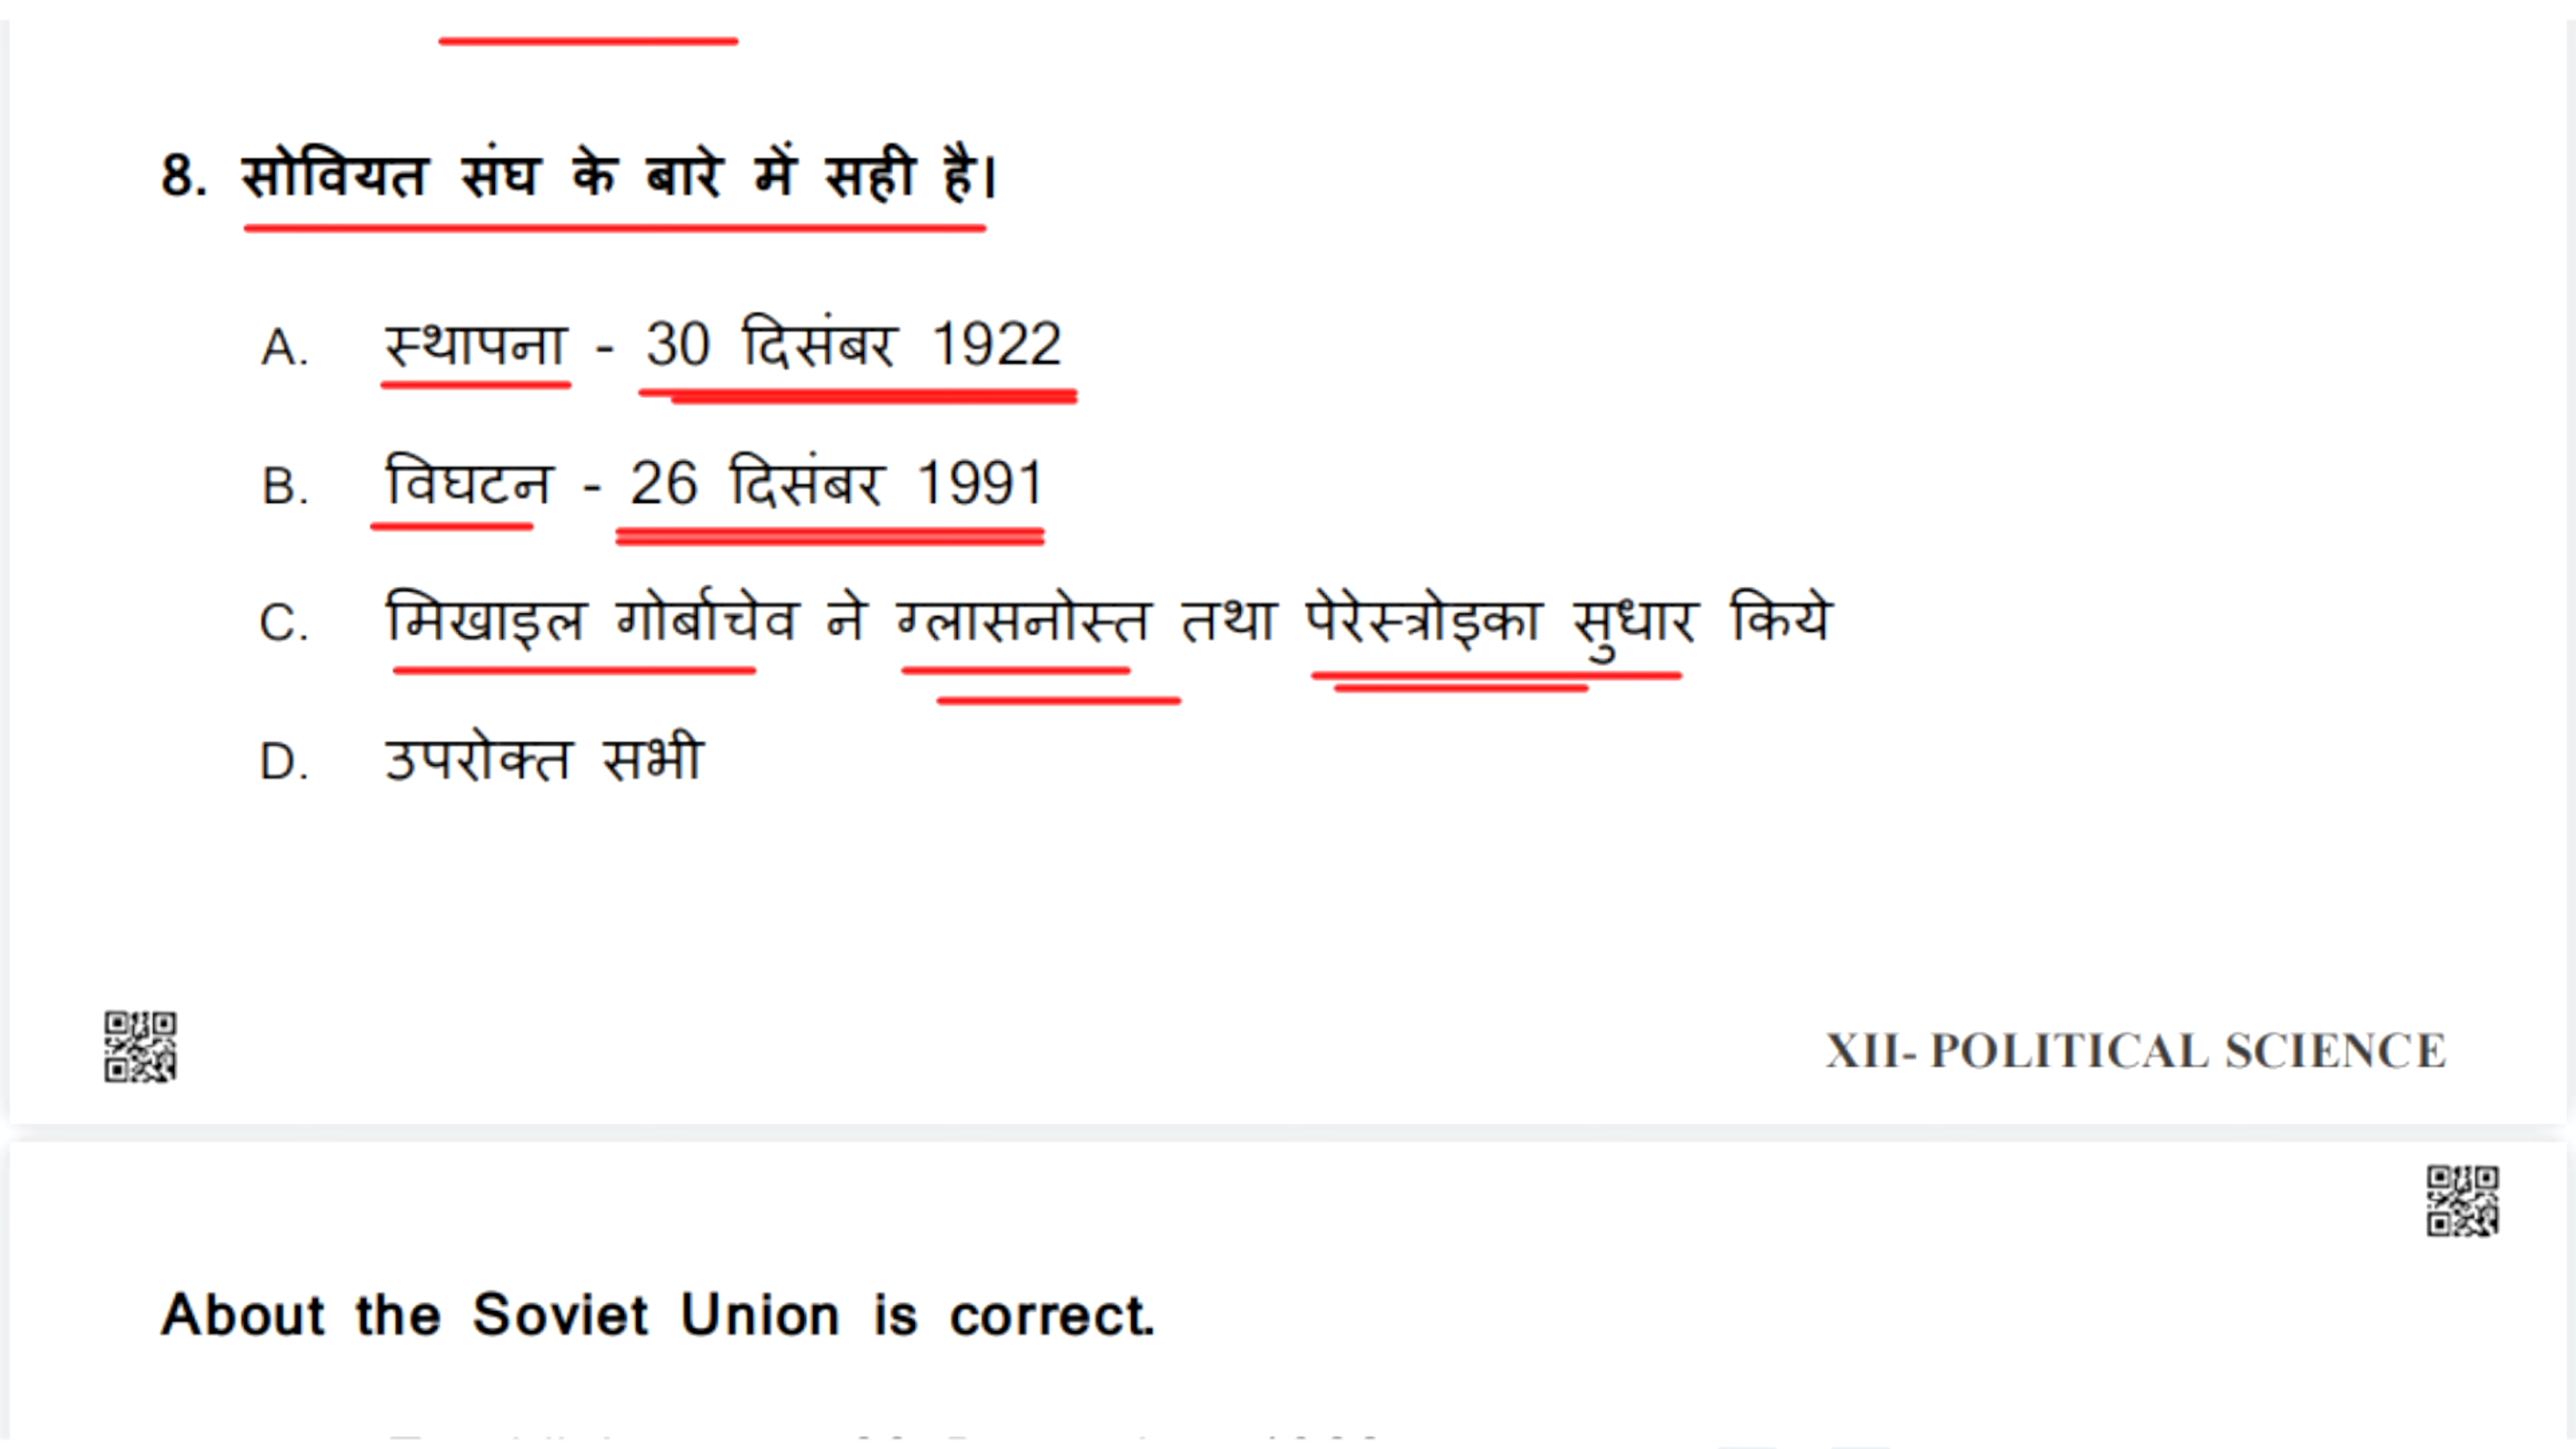 8. सोवियत संघ के बारे में सही है।
A. स्थापना - 30 दिसंबर 1922
B. विघटन - 26 दिसंबर 1991
C. मिखाइल गोर्बाचेव ने ग्लासनोस्त तथा पेरेस्त्रोइका सुधार किये
D. उपरोक्त सभी
XII- POLITICAL SCIENCE
About the Soviet Union is correct.